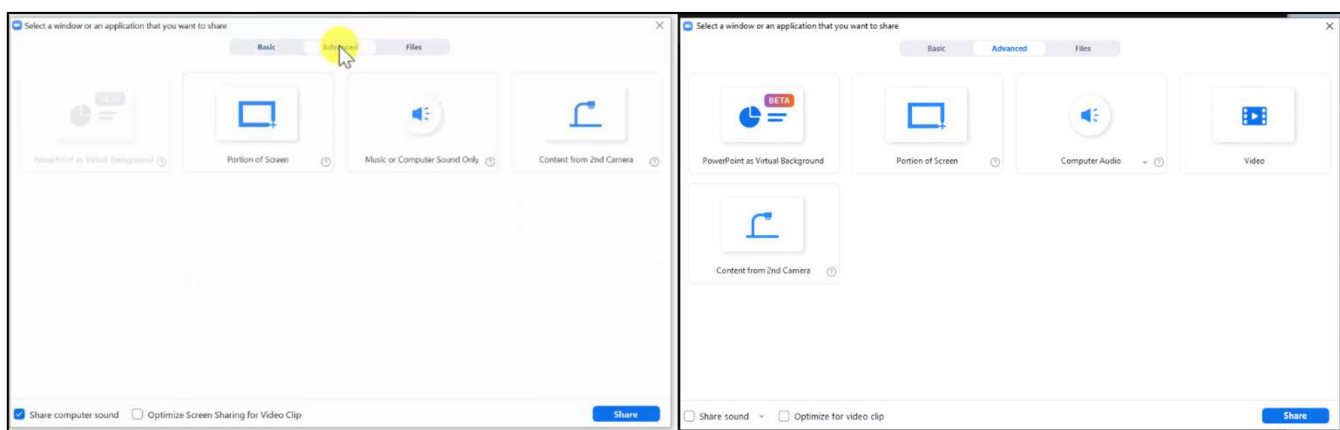 Select a window or an application that you want to share
Basic Advanced Files
BETA
PowerPoint as Virtual Background
Portion of Screen
Music or Computer Sound Only
Content from 2nd Camera
Share computer sound
Optimize Screen Sharing for Video Clip
Share
Select a window or an application that you want to share
Basic Advanced Files
BETA
PowerPoint as Virtual Background
Portion of Screen
Computer Audio
Video
Content from 2nd Camera
Share sound
Optimize for video clip
Share